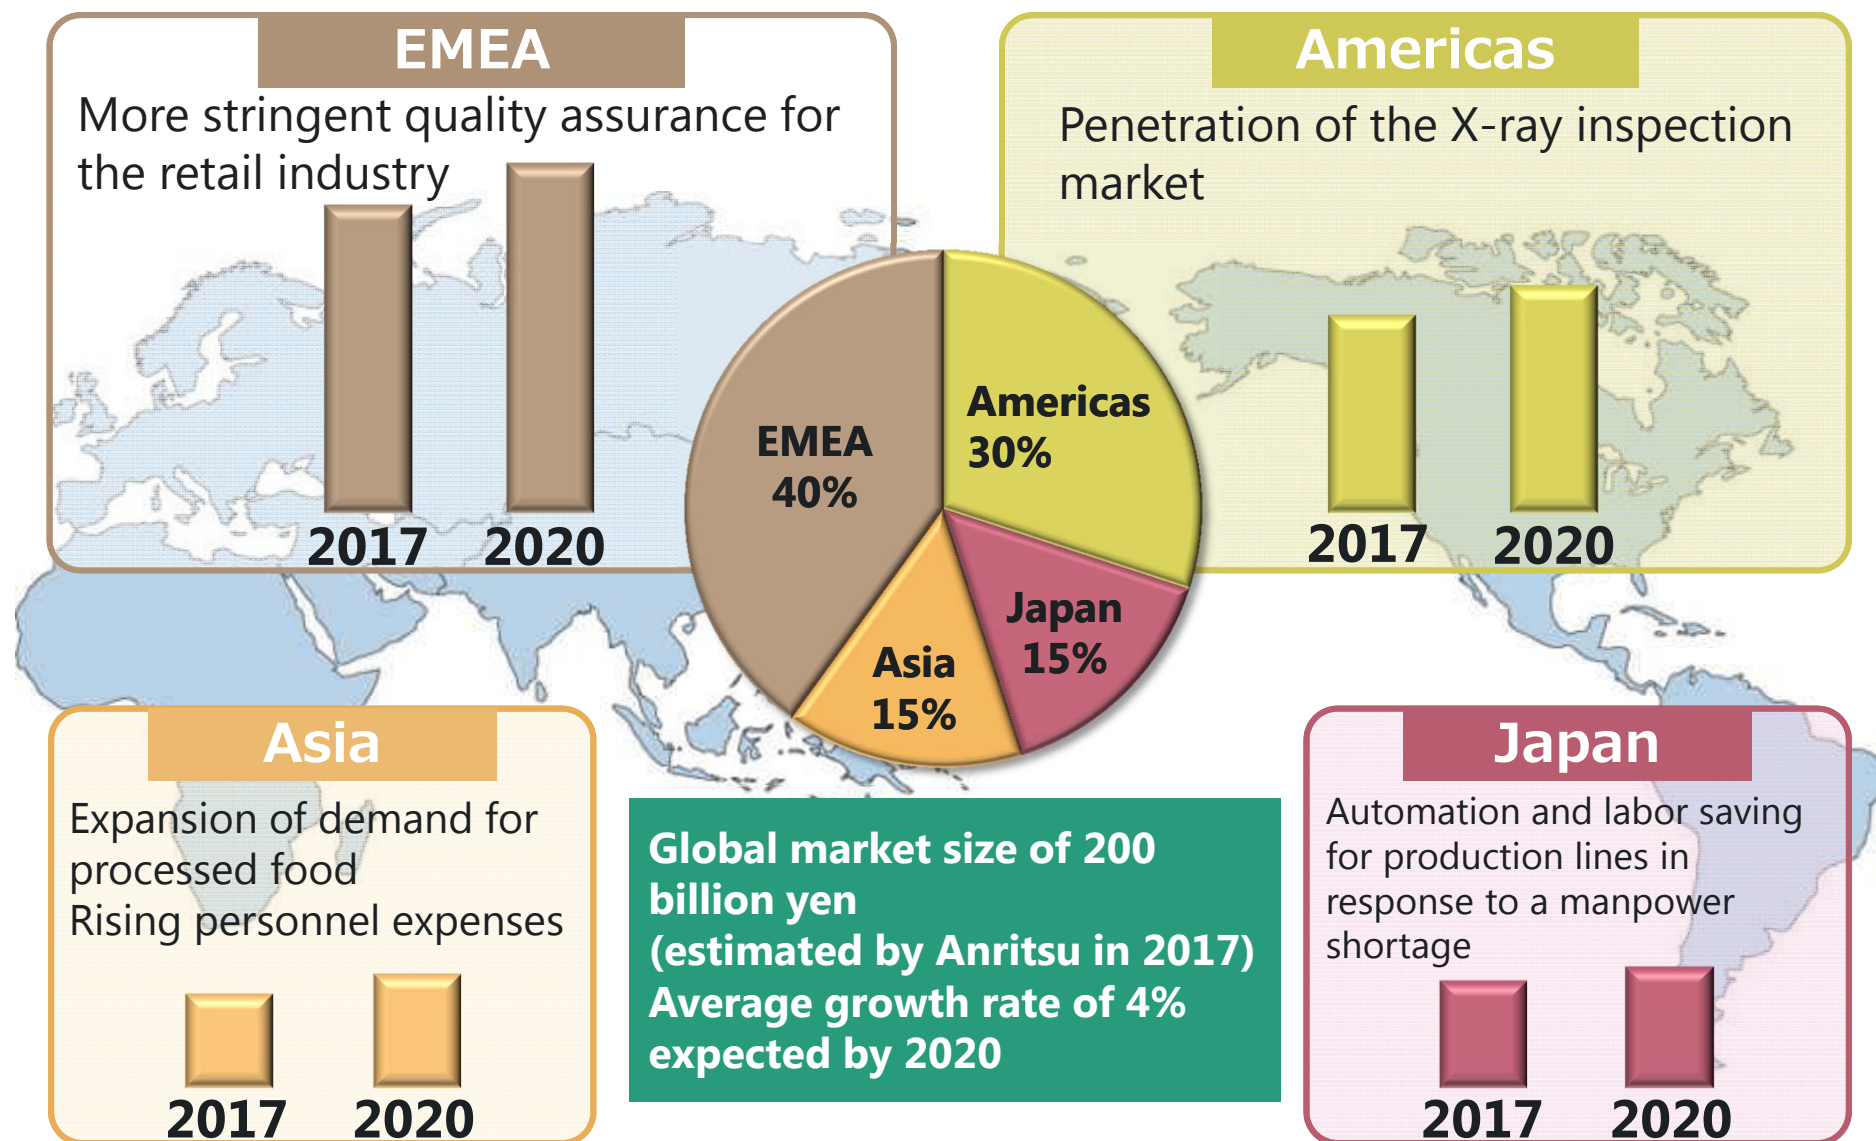 EMEA
More stringent quality assurance for
the retail industry
2017 2020
Americas
Penetration of the X-ray inspection
market
2017 2020
EMEA
40%
Americas
30%
Japan
15%
Asia
15%
Asia
Expansion of demand for
processed food
Rising personnel expenses
2017 2020
Global market size of 200
billion yen
(estimated by Anritsu in 2017)
Average growth rate of 4%
expected by 2020
Japan
Automation and labor saving
for production lines in
response to a manpower
shortage
2017 2020